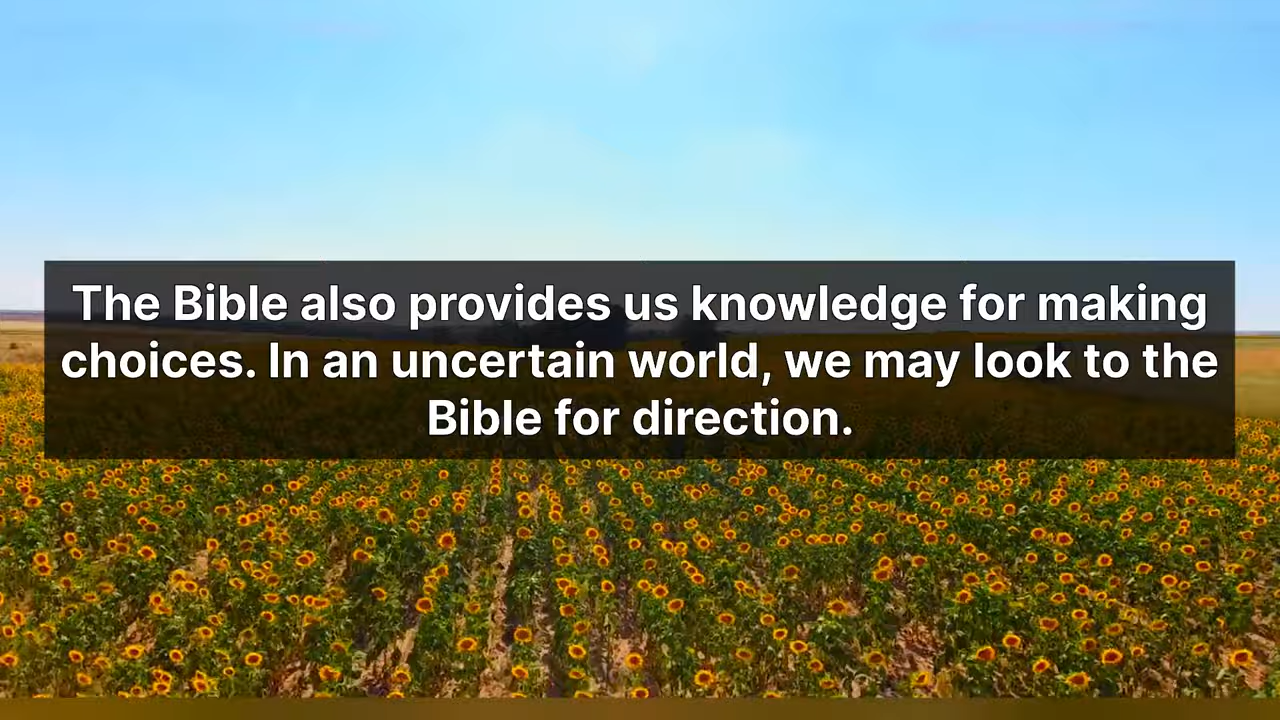 The Bible also provides us knowledge for making
choices. In an uncertain world, we may look to the
Bible for direction.